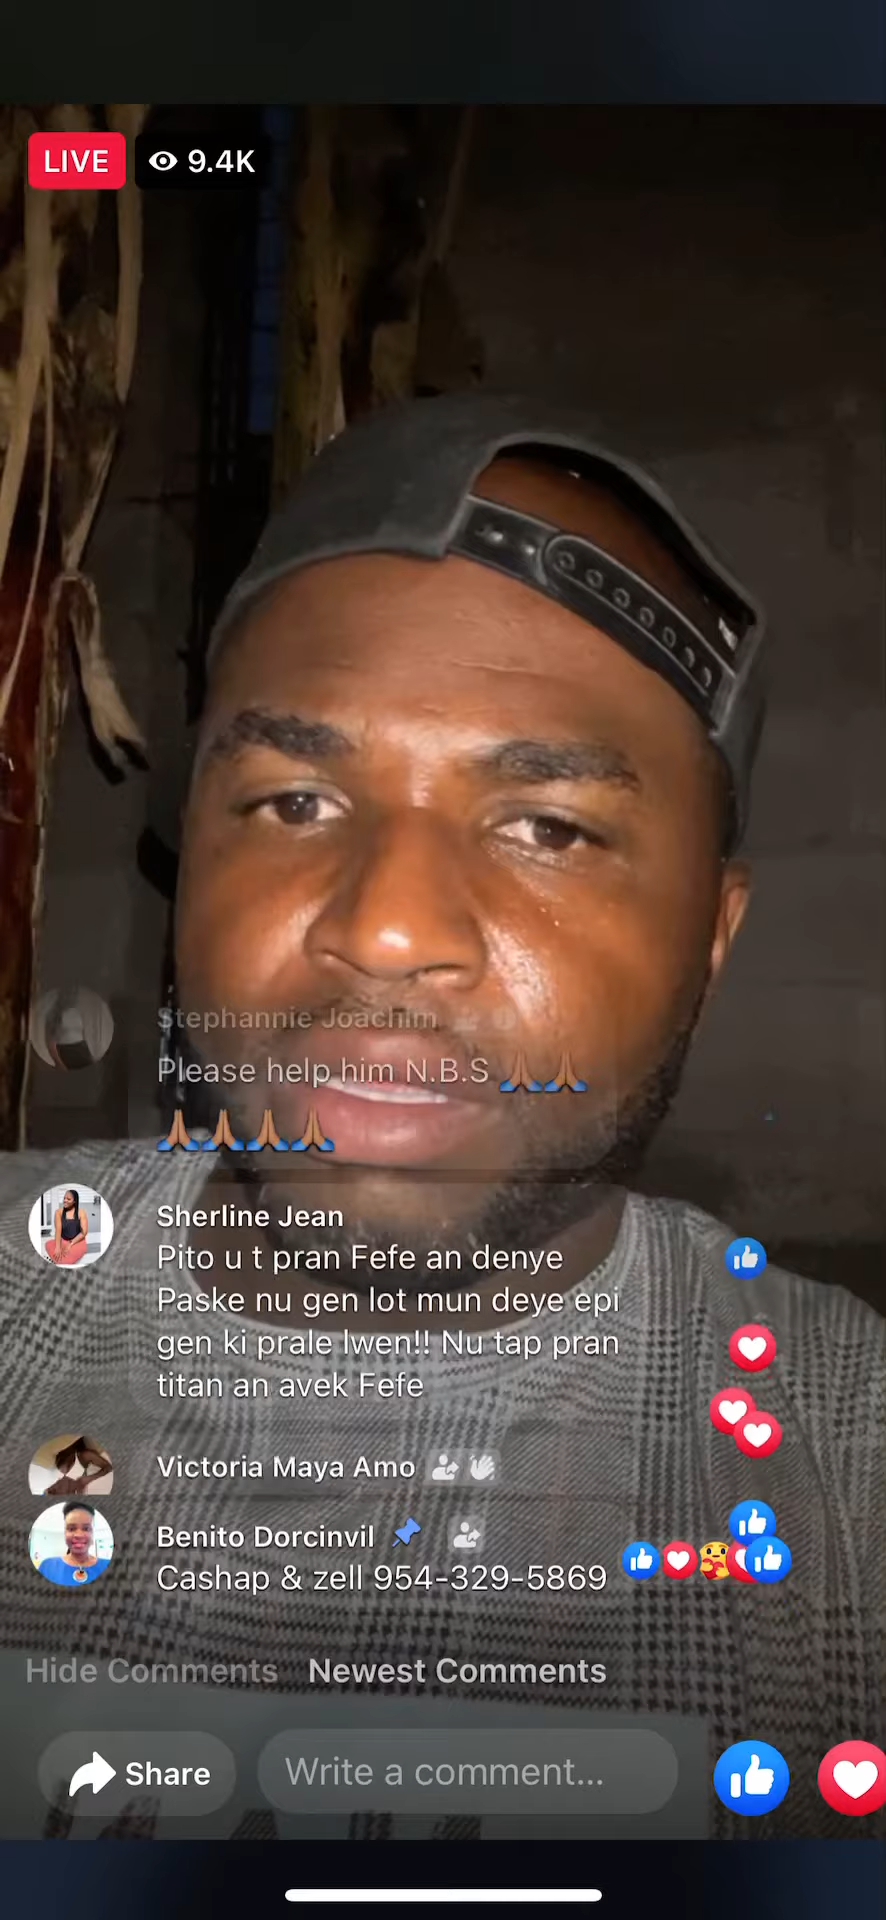 LIVE 9.4K
Stephannie Joachim
Please help him N.B.S 🙏🏽🙏🏽
🙏🏽🙏🏽🙏🏽🙏🏽
Sherline Jean
Pito u t pran Fefe an denye
Paske nu gen lot mun deye epi
gen ki prale lwen!! Nu tap pran
titan an avek Fefe
Victoria Maya Amo
Benito Dorcinvil
Cashap & zell 954-329-5869
Hide Comments Newest Comments
Share Write a comment...